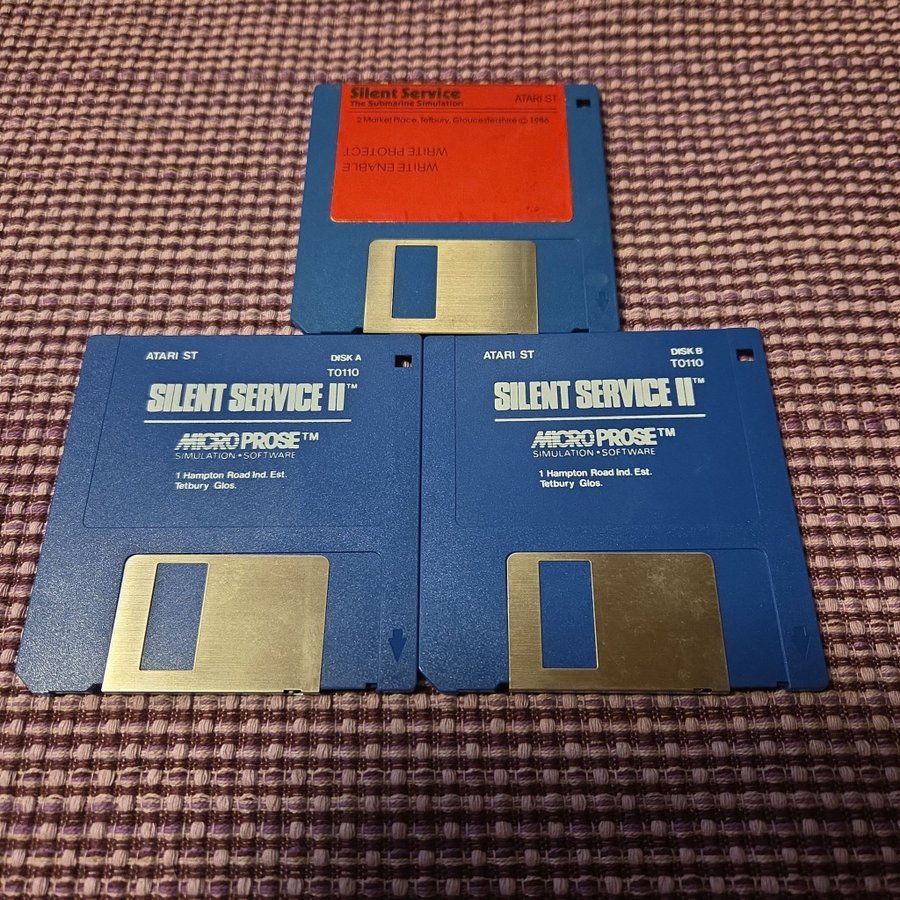 Silent Service
The Submarine Simulation
ATARI ST
2 Market Place, Tetbury, Gloucestershire © 1986
WRITE PROTECT
WRITE ENABLE
ATARI ST
DISK A
T0110
SILENT SERVICE II™
MICROPROSE™
SIMULATION • SOFTWARE
1 Hampton Road Ind. Est.
Tetbury Glos.
ATARI ST
DISK B
T0110
SILENT SERVICE II™
MICROPROSE™
SIMULATION • SOFTWARE
1 Hampton Road Ind. Est.
Tetbury Glos.